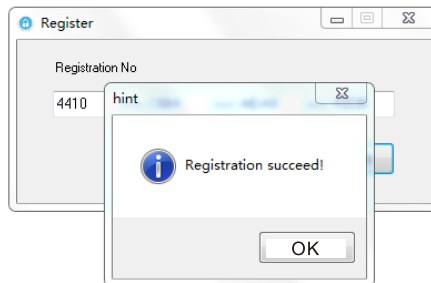 Register
Registration No
4410
hint
Registration succeed!
OK